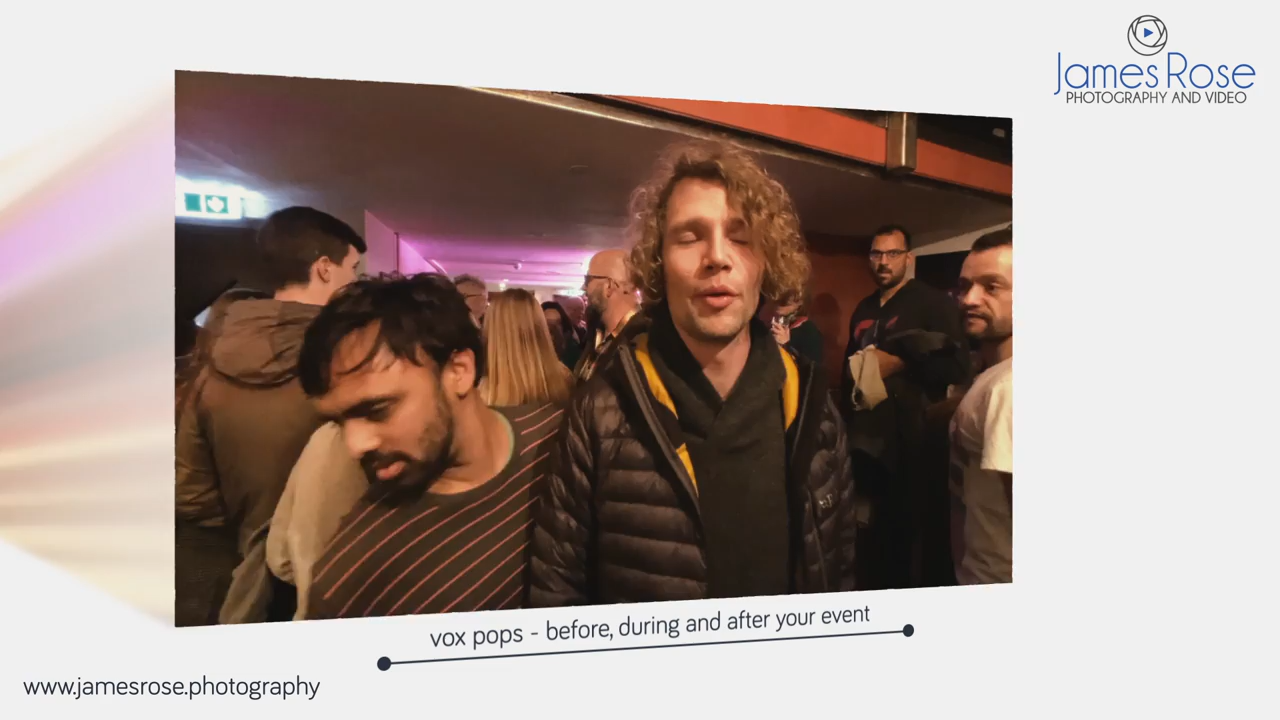 James Rose
PHOTOGRAPHY AND VIDEO
vox pops - before, during and after your event
www.jamesrose.photography